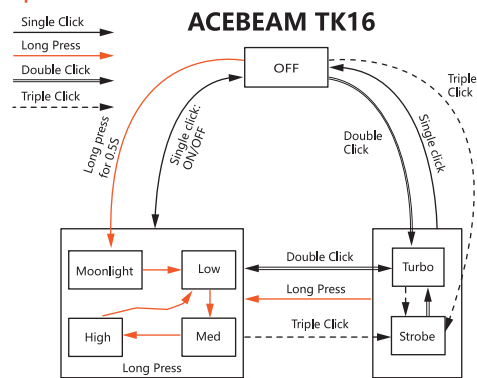 ACEBEAM TK16
Single Click
Long Press
Double Click
Triple Click
OFF
Triple
Click
Long press
for 0.5S
Single click:
ON/OFF
Double
Click
Single click
Moonlight
Low
High
Med
Long Press
Double Click
Long Press
Triple Click
Turbo
Strobe